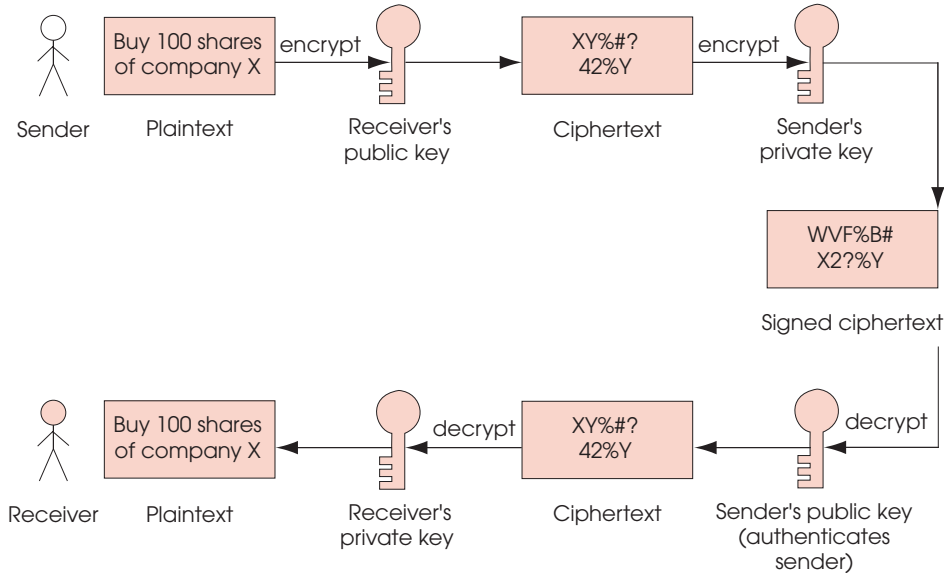 Buy 100 shares
of company X
encrypt
XY%#?
42%Y
encrypt
Sender
Plaintext
Receiver's
public key
Ciphertext
Sender's
private key
WVF%B#
X2?%Y
Signed ciphertext
Buy 100 shares
of company X
decrypt
XY%#?
42%Y
decrypt
Receiver
Plaintext
Receiver's
private key
Ciphertext
Sender's public key
(authenticates
sender)